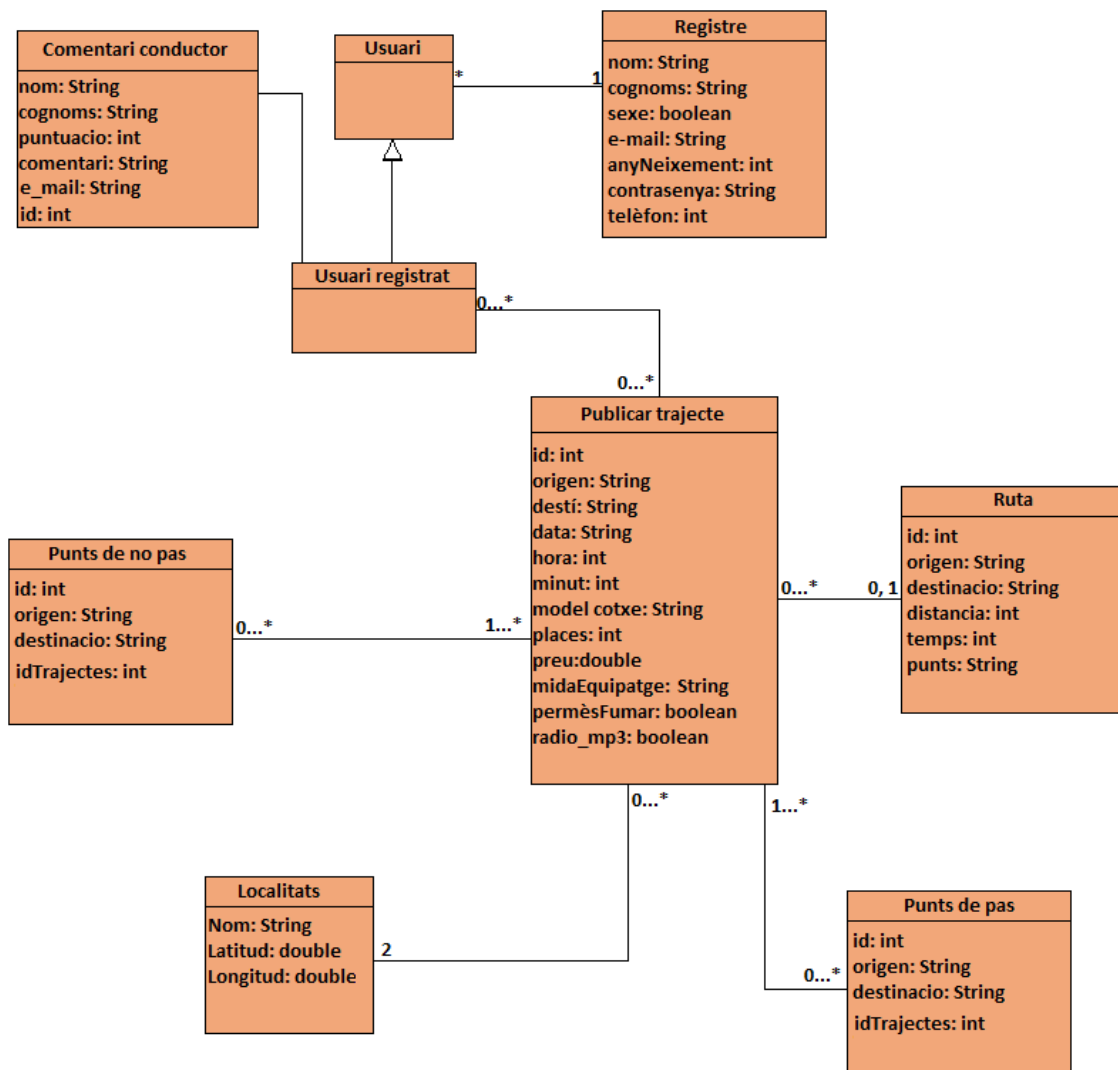 Comentari conductor
nom: String
cognoms: String
puntuacio: int
comentari: String
e_mail: String
id: int
Usuari
*
1
Registre
nom: String
cognoms: String
sexe: boolean
e-mail: String
anyNeixement: int
contrasenya: String
telèfon: int
Usuari registrat
0...*
0...*
Publicar trajecte
id: int
origen: String
destí: String
data: String
hora: int
minut: int
model cotxe: String
places: int
preu:double
midaEquipatge: String
permèsFumar: boolean
radio_mp3: boolean
Punts de no pas
id: int
origen: String
destinacio: String
idTrajectes: int
0...*
1...*
0...*
0, 1
Ruta
id: int
origen: String
destinacio: String
distancia: int
temps: int
punts: String
0...*
1...*
Localitats
Nom: String
Latitud: double
Longitud: double
2
0...*
Punts de pas
id: int
origen: String
destinacio: String
idTrajectes: int